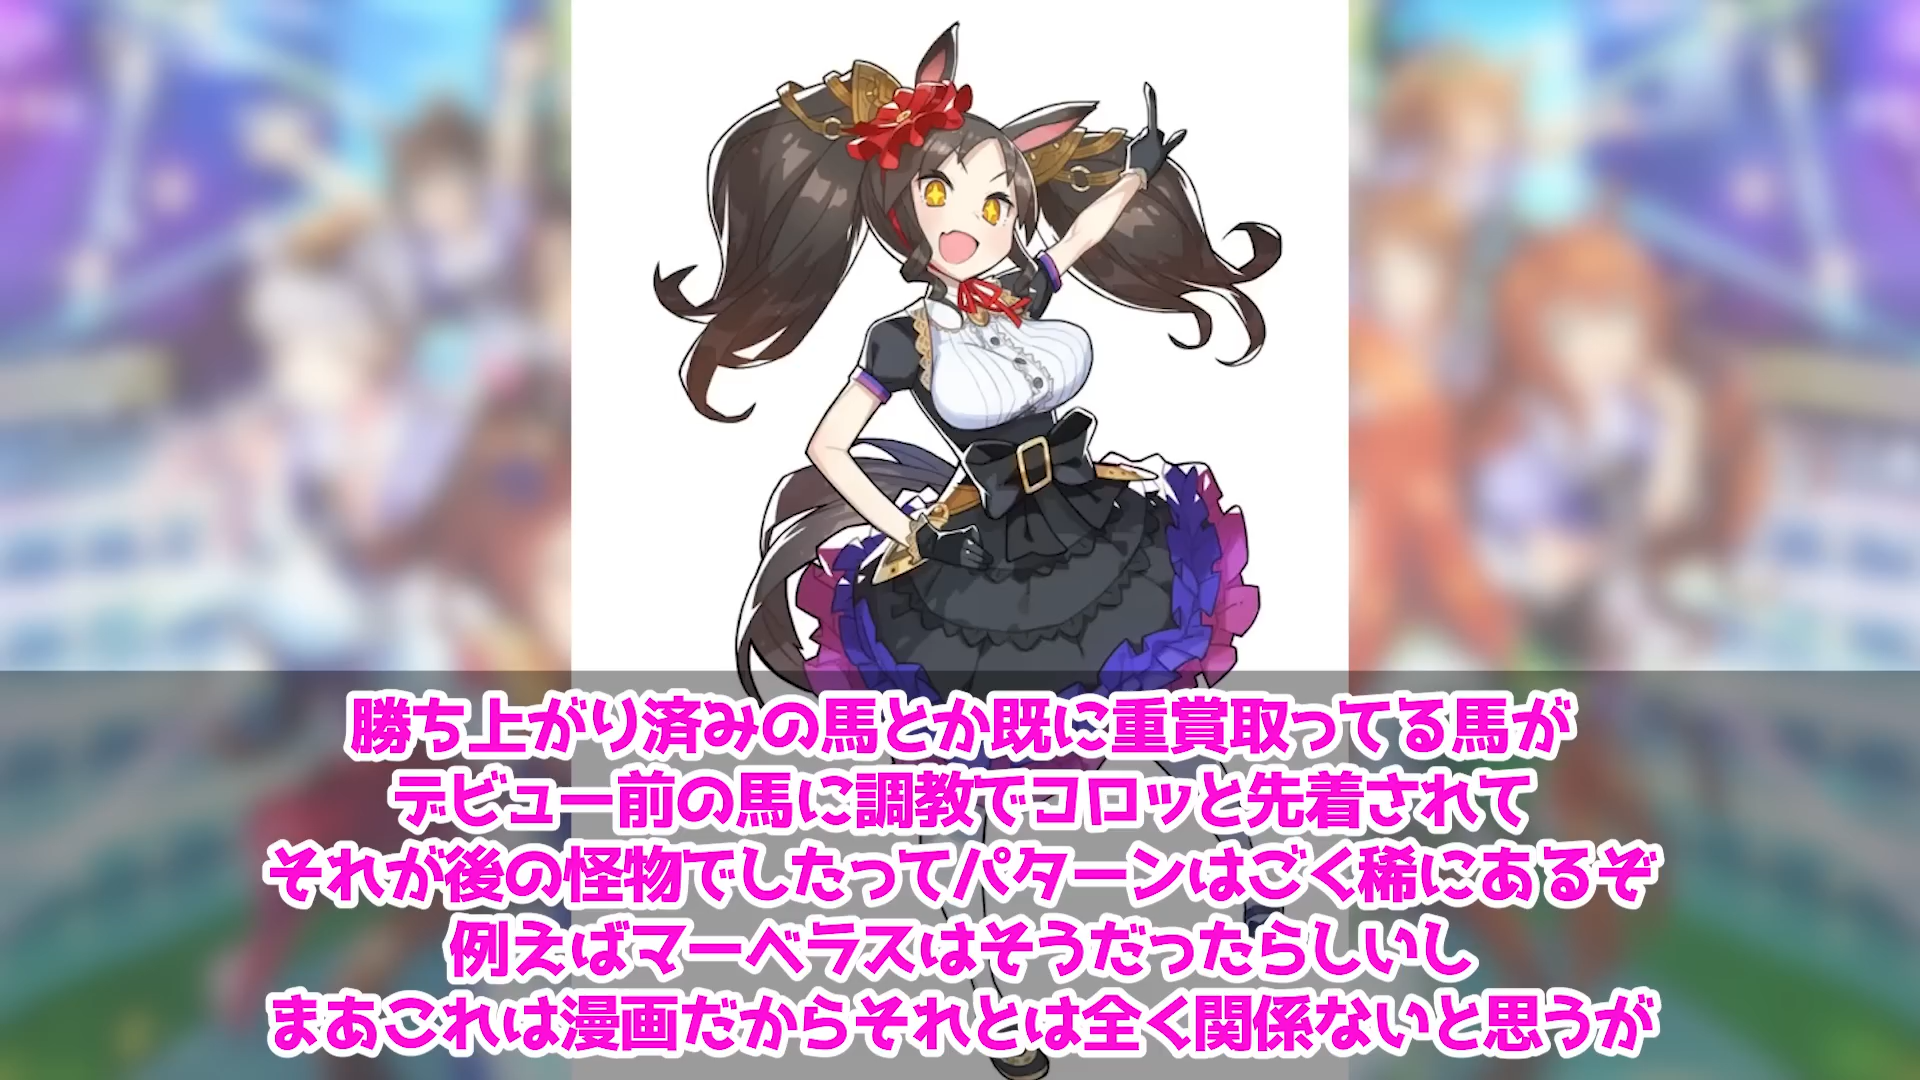 勝ち上がり済みの馬とか既に重賞取ってる馬が
デビュー前の馬に調教でコロッと先着されて
それが後の怪物でしたってパターンはごく稀にあるぞ
例えばマーベラスはそうだったらしいし
まあこれは漫画だからそれとは全く関係ないと思うが